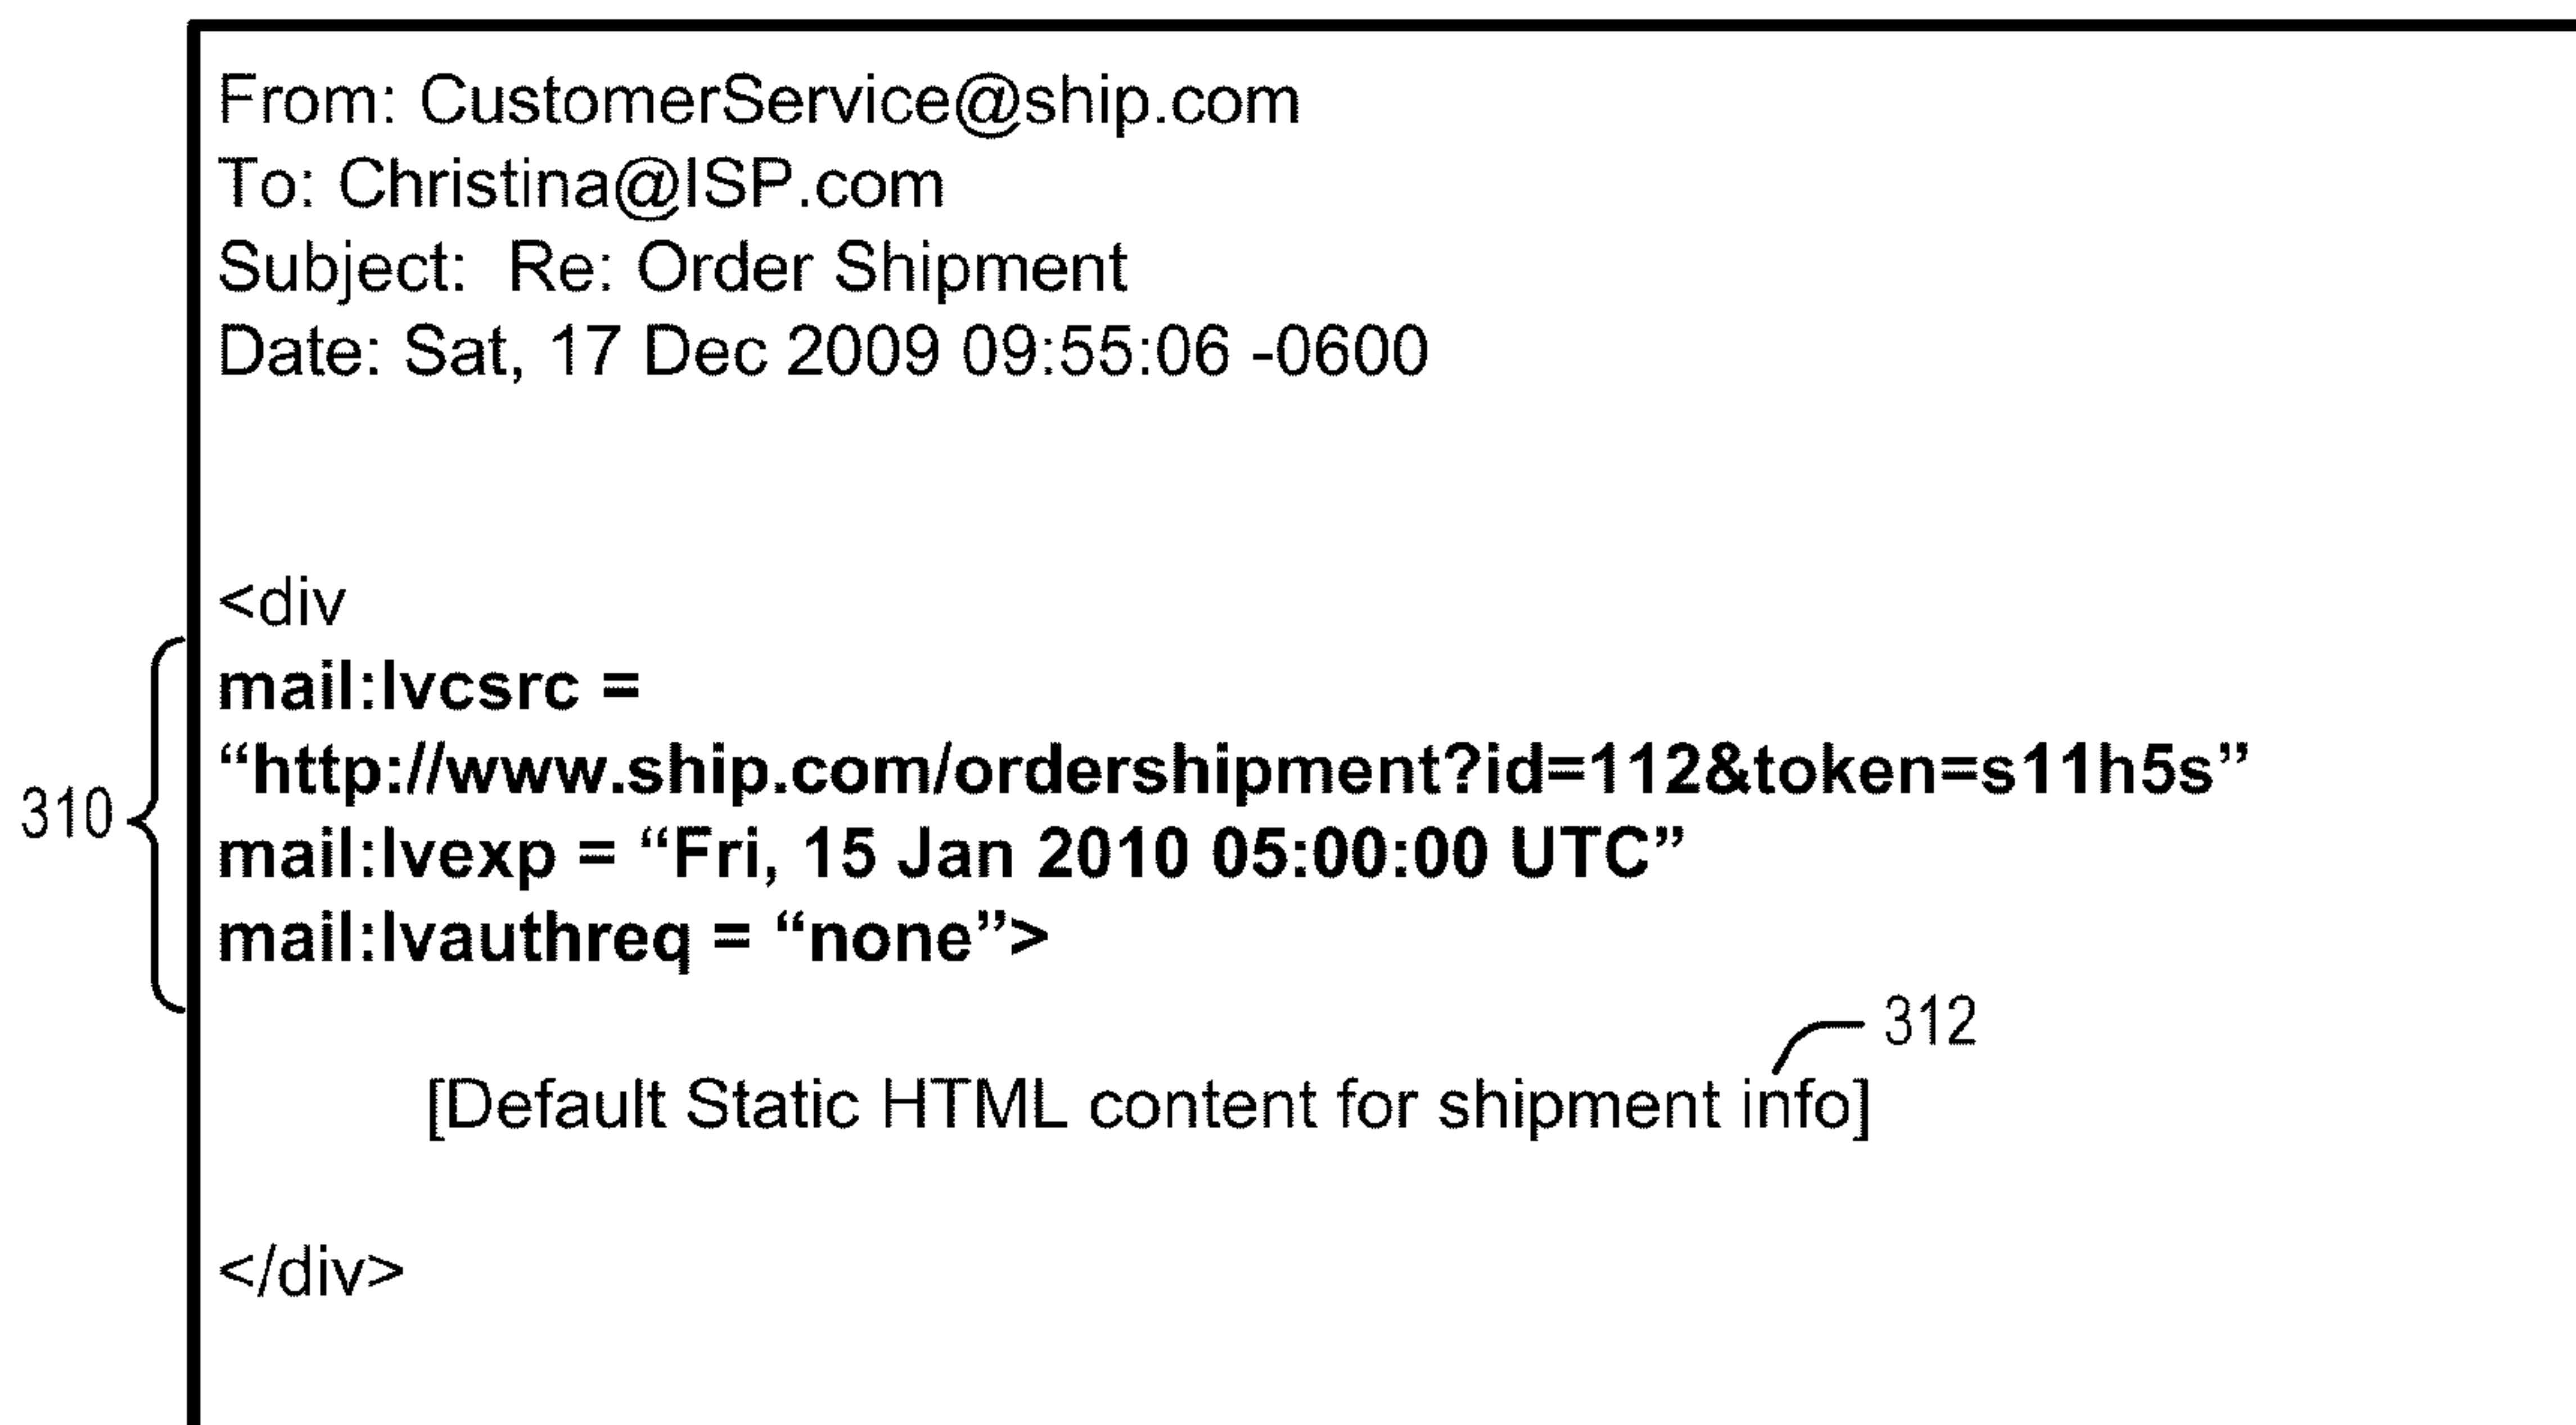 From: CustomerService@ship.com
To: Christina@ISP.com
Subject:  Re: Order Shipment
Date: Sat, 17 Dec 2009 09:55:06 -0600
<div
mail:lvcsrc =
“http://www.ship.com/ordershipment?id=112&token=s11h5s”
310
mail:lvexp = “Fri, 15 Jan 2010 05:00:00 UTC”
mail:lvauthreq = “none”>
312
[Default Static HTML content for shipment info]
</div>